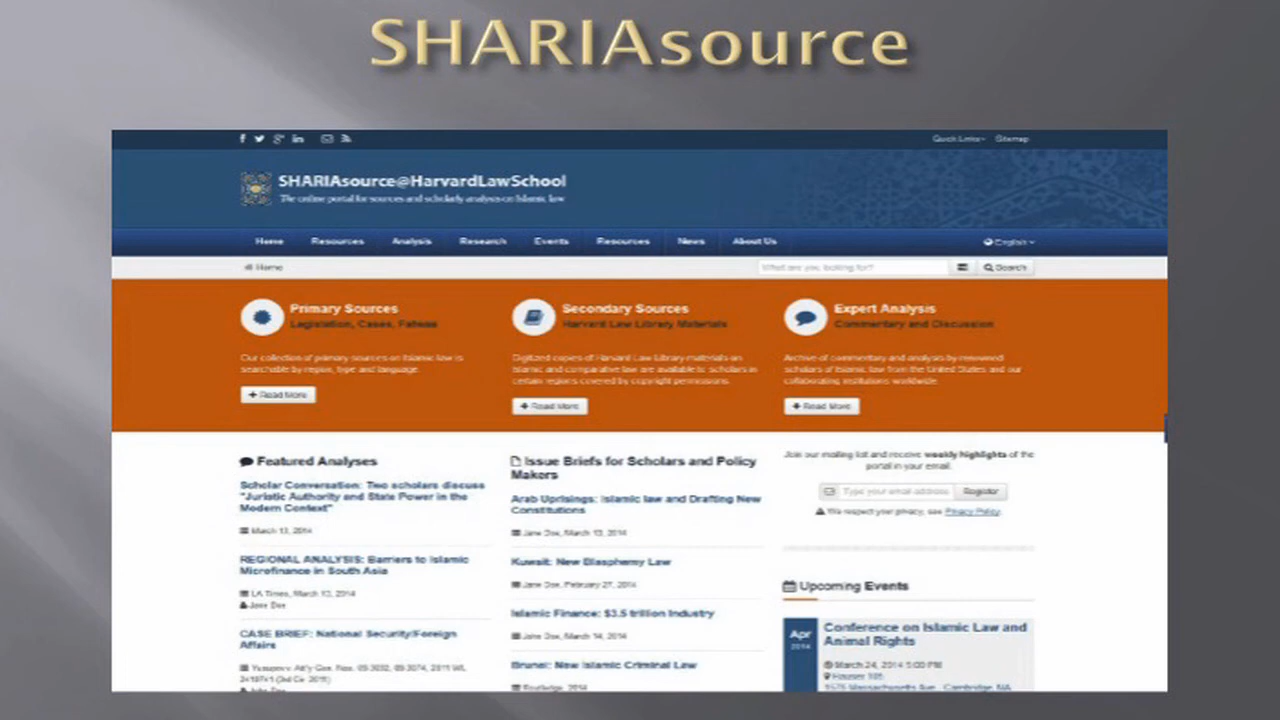 SHARIAsource
Quick Links
Sitemap
SHARIAsource@HarvardLawSchool
The online portal for sources and scholarly analysis on Islamic law
Home Resources Analysis Research Events Resources News About Us
English
Home
What are you, looking for?
Search
Primary Sources
Legislation, Cases, Fatwas
Our collection of primary sources on Islamic law is
searchable by region, type and language.
Read More
Secondary Sources
Harvard Law Library Materials
Digitized copies of Harvard Law Library materials on
Islamic and comparative law are available to scholars in
certain regions covered by copyright permissions.
Read More
Expert Analysis
Commentary and Discussion
Archive of commentary and analysis by renowned
scholars of Islamic law from the United States and our
collaborating institutions worldwide.
Read More
Featured Analyses
Scholar Conversation: Two scholars discuss
"Juristic Authority and State Power in the
Modern Context"
March 13, 2014
REGIONAL ANALYSIS: Barriers to Islamic
Microfinance in South Asia
LA Times, March 13, 2014
Jane Doe
CASE BRIEF: National Security/Foreign
Affairs
Issue Briefs for Scholars and Policy
Makers
Arab Uprisings: Islamic law and Drafting New
Constitutions
Jane Doe, March 13, 2014
Kuwait: New Blasphemy Law
Jane Doe, February 27, 2014
Islamic Finance: $3.5 trillion Industry
Jane Doe, March 14, 2014
Brunei: New Islamic Criminal Law
Routledge, 2014
Join our mailing list and receive weekly highlights of the
portal in your email.
Type your email address
Register
We respect your privacy, see Privacy Policy.
Upcoming Events
Apr
2014
Conference on Islamic Law and
Animal Rights
March 24, 2014 5:00 PM
Hauser 105
1575 Massachusetts Ave, Cambridge, MA